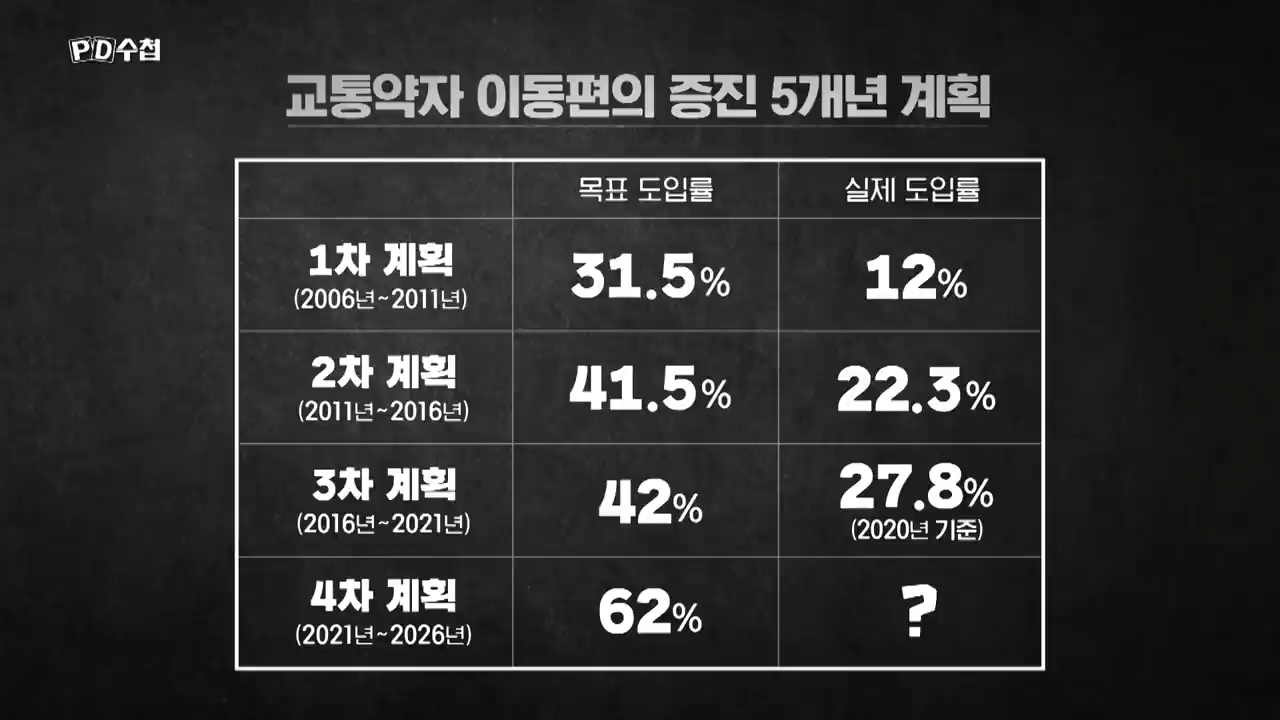 PD수첩
교통약자 이동편의 증진 5개년 계획
목표 도입률 실제 도입률
1차 계획
(2006년~2011년)
31.5% 12%
2차 계획
(2011년~2016년)
41.5% 22.3%
3차 계획
(2016년~2021년)
42% 27.8%
(2020년 기준)
4차 계획
(2021년~2026년)
62% ?